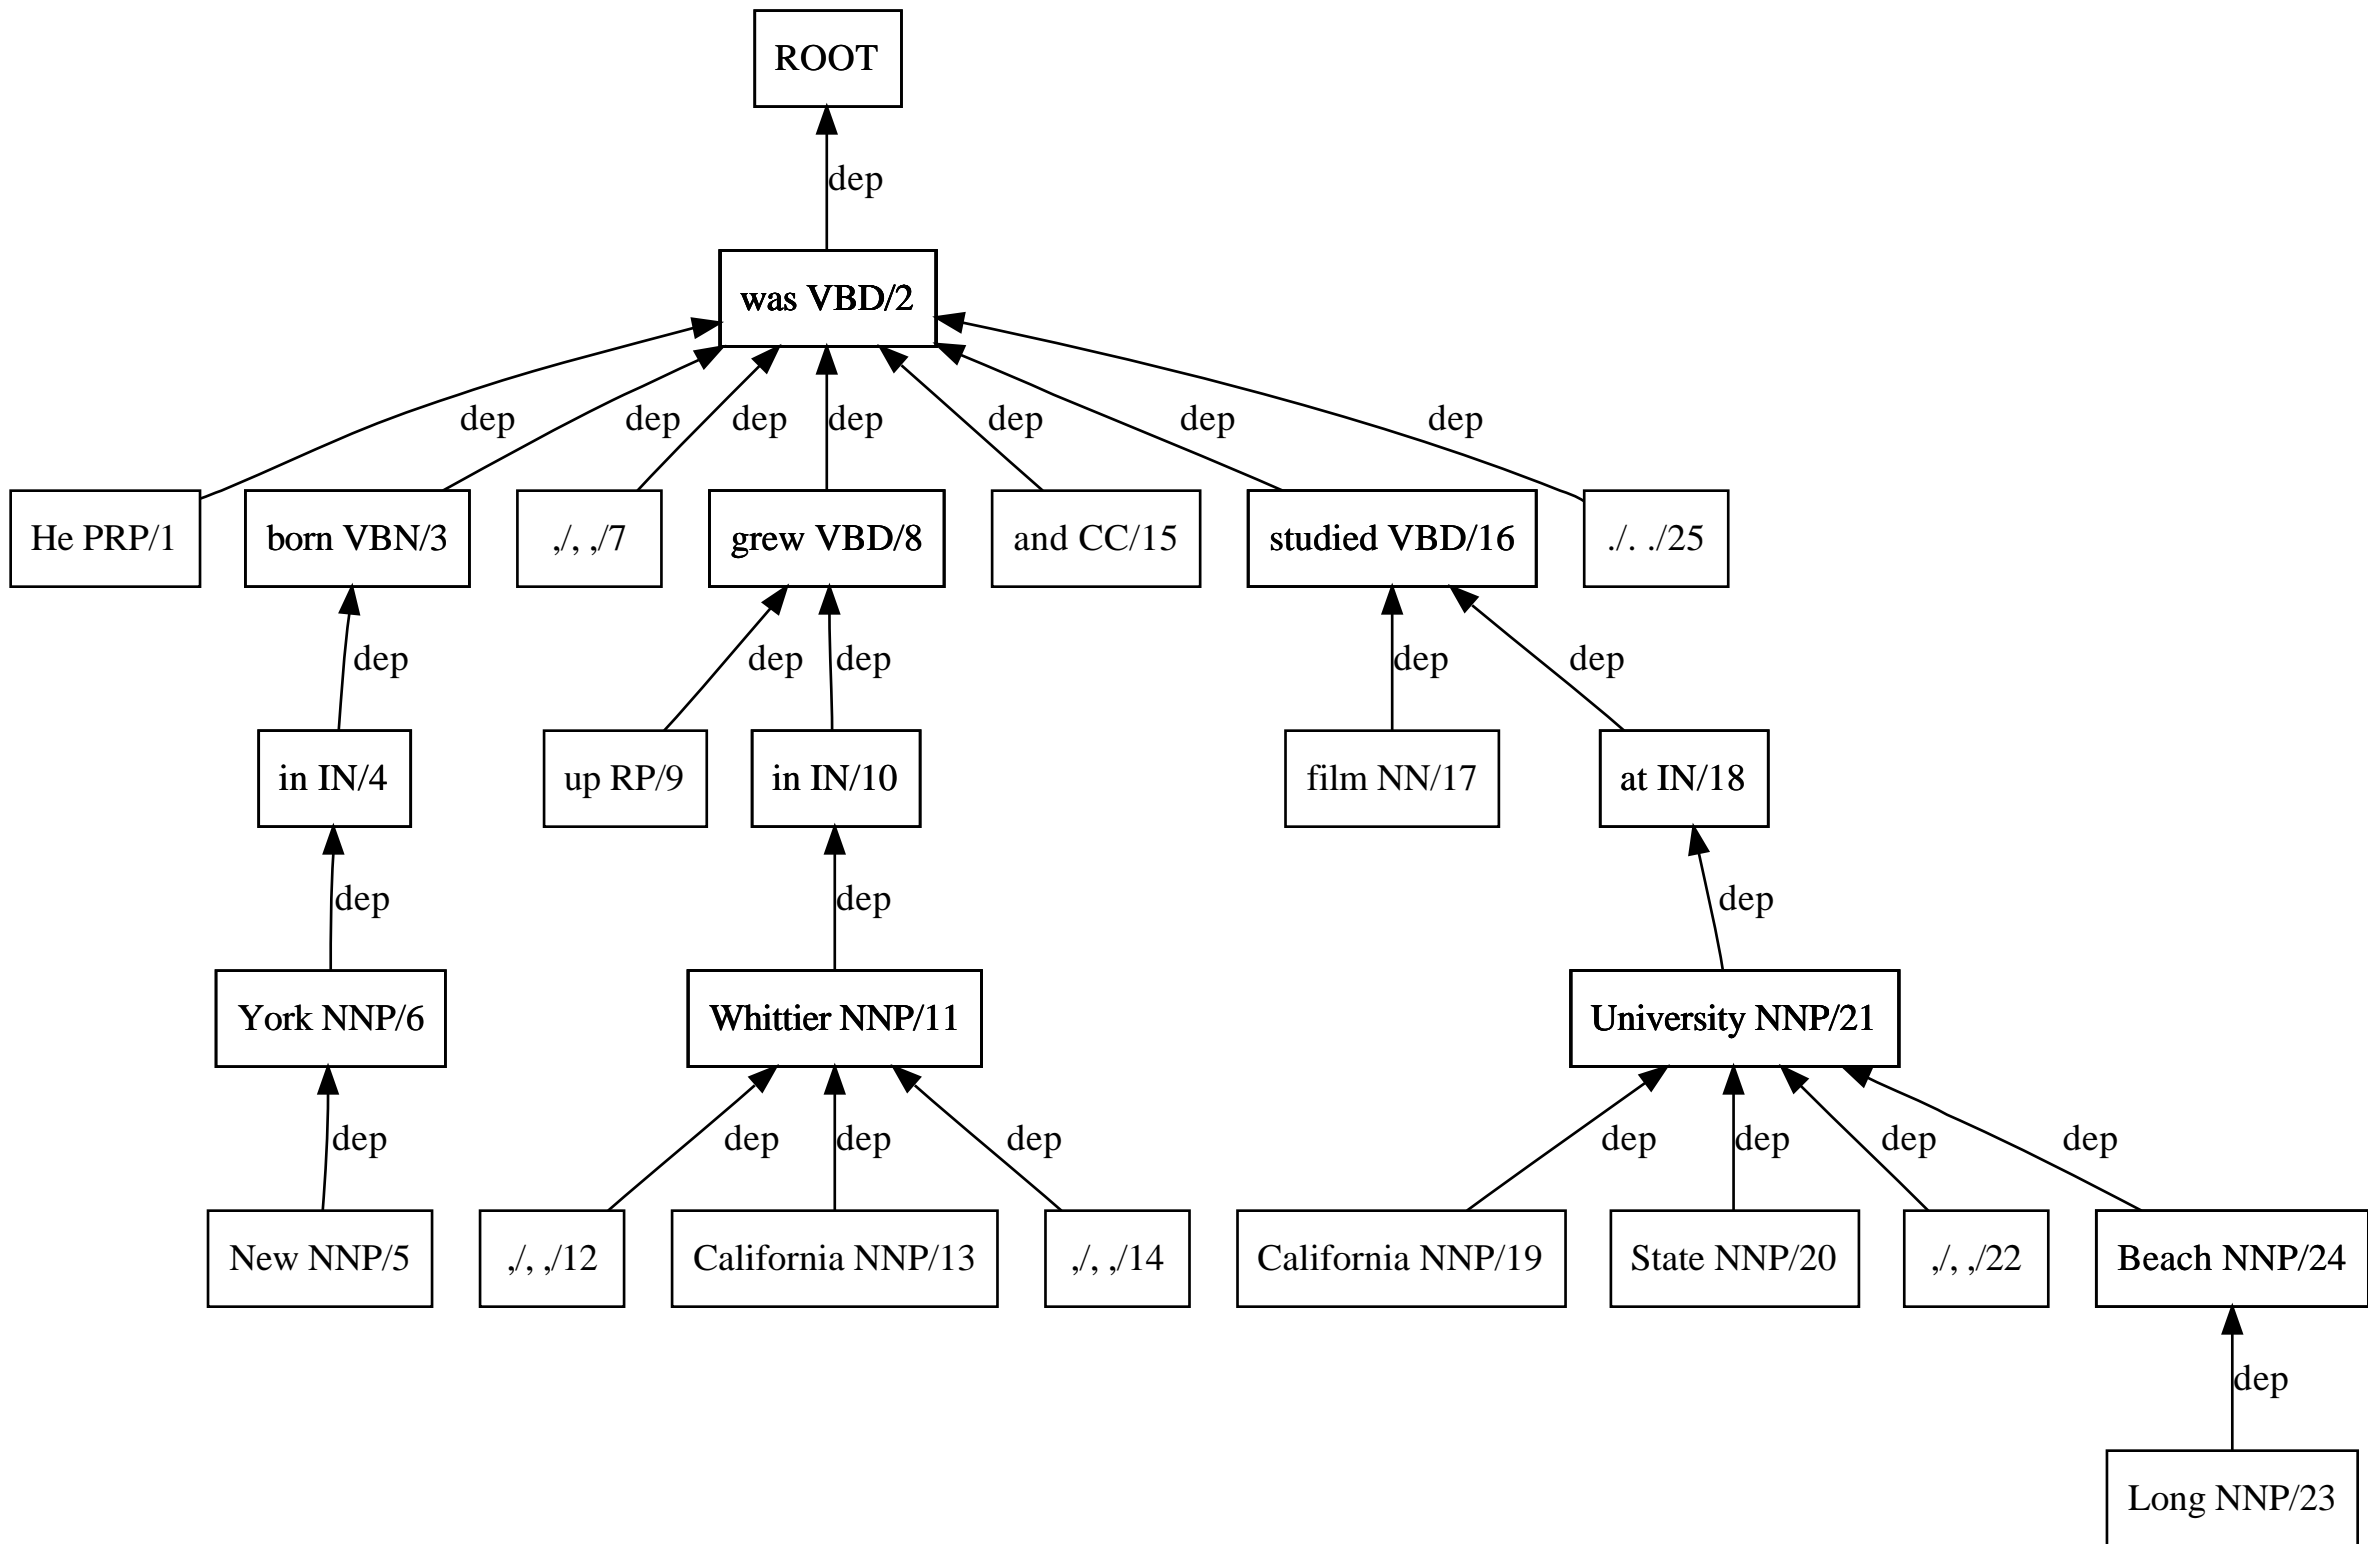 ROOT
dep
was VBD/2
dep dep dep dep dep dep dep
He PRP/1 born VBN/3 ,/, ,/7 grew VBD/8 and CC/15 studied VBD/16 ./. ./25
dep dep dep dep dep
in IN/4 up RP/9 in IN/10 film NN/17 at IN/18
dep dep dep
York NNP/6 Whittier NNP/11 University NNP/21
dep dep dep dep dep dep dep dep
New NNP/5 ,/, ,/12 California NNP/13 ,/, ,/14 California NNP/19 State NNP/20 ,/, ,/22 Beach NNP/24
dep
Long NNP/23